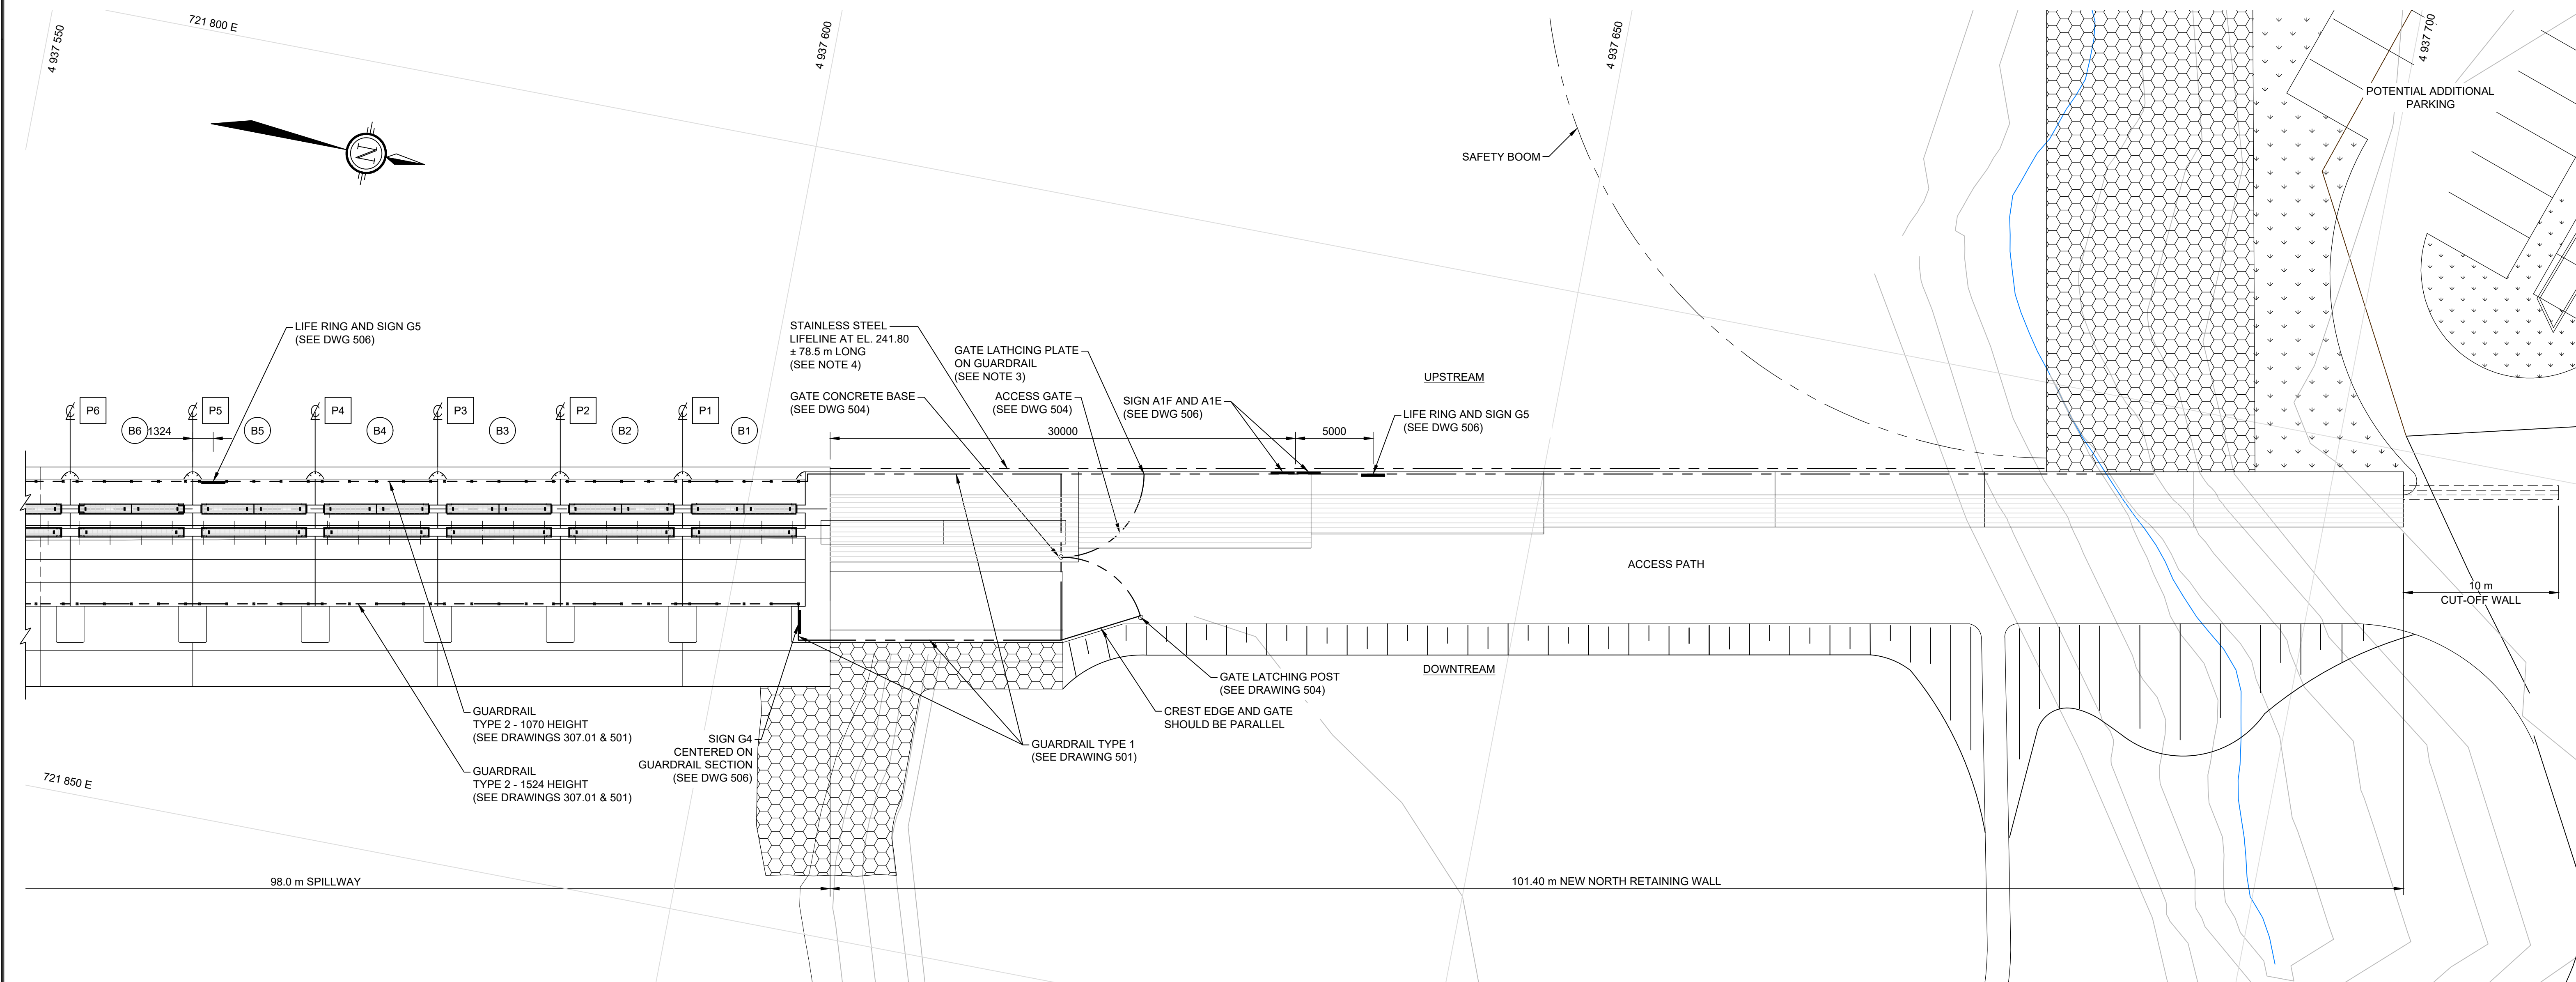 4 937 550
721 800 E
4 937 600
4 937 650
4 937 700
N
POTENTIAL ADDITIONAL
PARKING
SAFETY BOOM
LIFE RING AND SIGN G5
(SEE DWG 506)
STAINLESS STEEL
LIFELINE AT EL. 241.80
± 78.5 m LONG
(SEE NOTE 4)
GATE LATHCING PLATE
ON GUARDRAIL
(SEE NOTE 3)
UPSTREAM
GATE CONCRETE BASE
(SEE DWG 504)
ACCESS GATE
(SEE DWG 504)
SIGN A1F AND A1E
(SEE DWG 506)
LIFE RING AND SIGN G5
(SEE DWG 506)
P6
P5
P4
P3
P2
P1
B6
1324
B5
B4
B3
B2
B1
30000
5000
ACCESS PATH
10 m
CUT-OFF WALL
DOWNTREAM
GATE LATCHING POST
(SEE DRAWING 504)
CREST EDGE AND GATE
SHOULD BE PARALLEL
GUARDRAIL
TYPE 2 - 1070 HEIGHT
(SEE DRAWINGS 307.01 & 501)
SIGN G4
CENTERED ON
GUARDRAIL SECTION
(SEE DWG 506)
GUARDRAIL TYPE 1
(SEE DRAWING 501)
GUARDRAIL
TYPE 2 - 1524 HEIGHT
(SEE DRAWINGS 307.01 & 501)
721 850 E
98.0 m SPILLWAY
101.40 m NEW NORTH RETAINING WALL